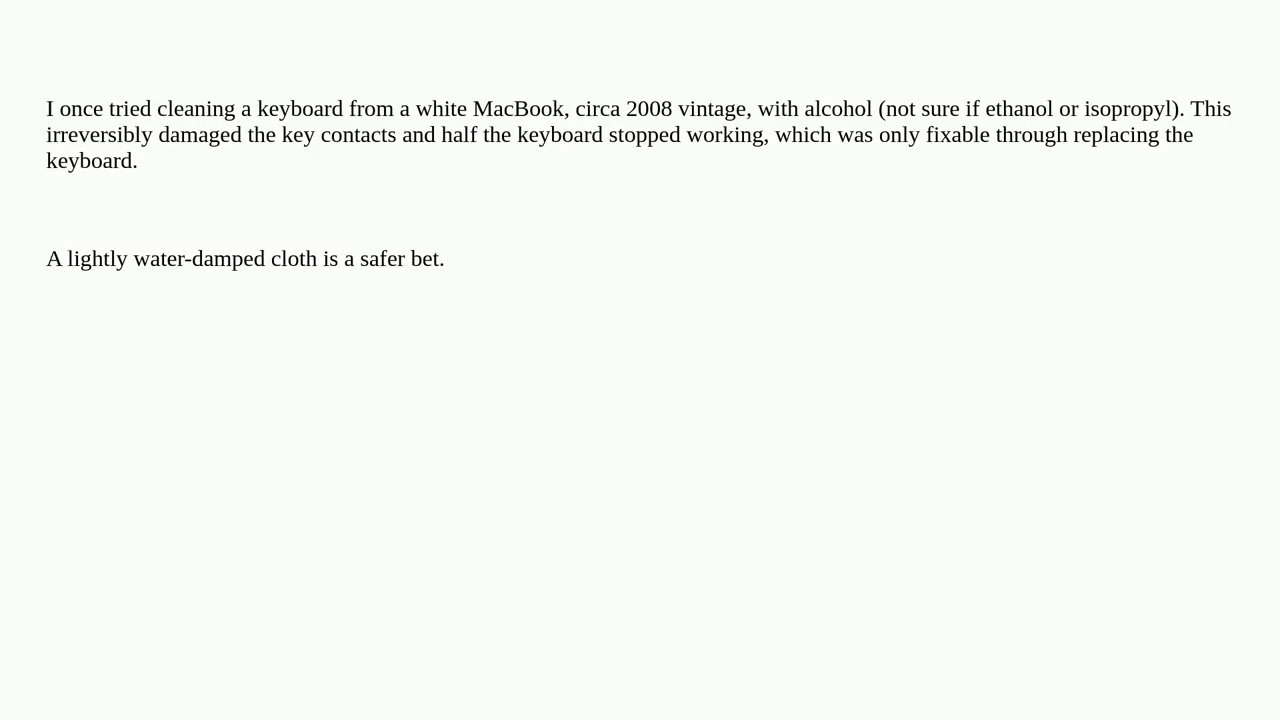 I once tried cleaning a keyboard from a white MacBook, circa 2008 vintage, with alcohol (not sure if ethanol or isopropyl). This
irreversibly damaged the key contacts and half the keyboard stopped working, which was only fixable through replacing the
keyboard.
A lightly water-damped cloth is a safer bet.